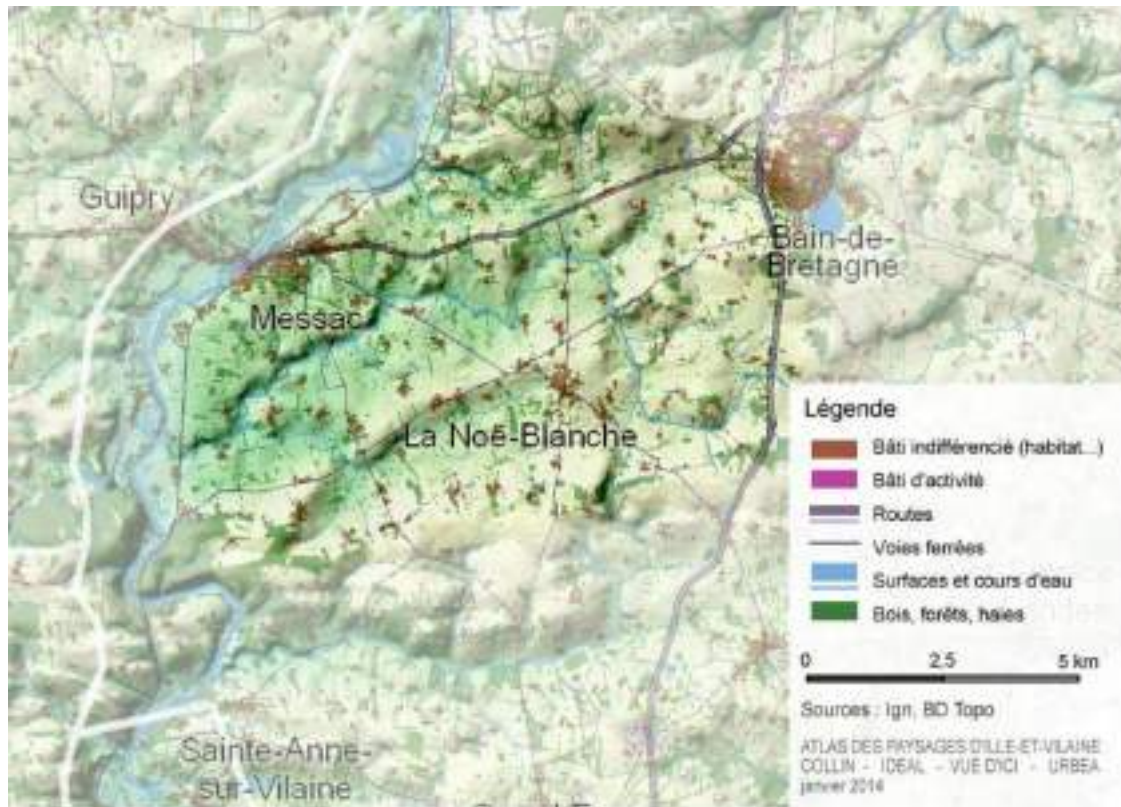 Guipry
Bain-de-
Bretagne
Messac
La Noë-Blanche
Légende
Bâti indifférencié (habitat...)
Bâti d'activité
Routes
Voies ferrées
Surfaces et cours d'eau
Bois, forêts, haies
0 2.5 5 km
Sources : Ign, BD Topo
ATLAS DES PAYSAGES D'ILLE-ET-VILAINE
COLLIN - IDEAL - VUE D'ICI - URBEA
janvier 2014
Sainte-Anne-
sur-Vilaine